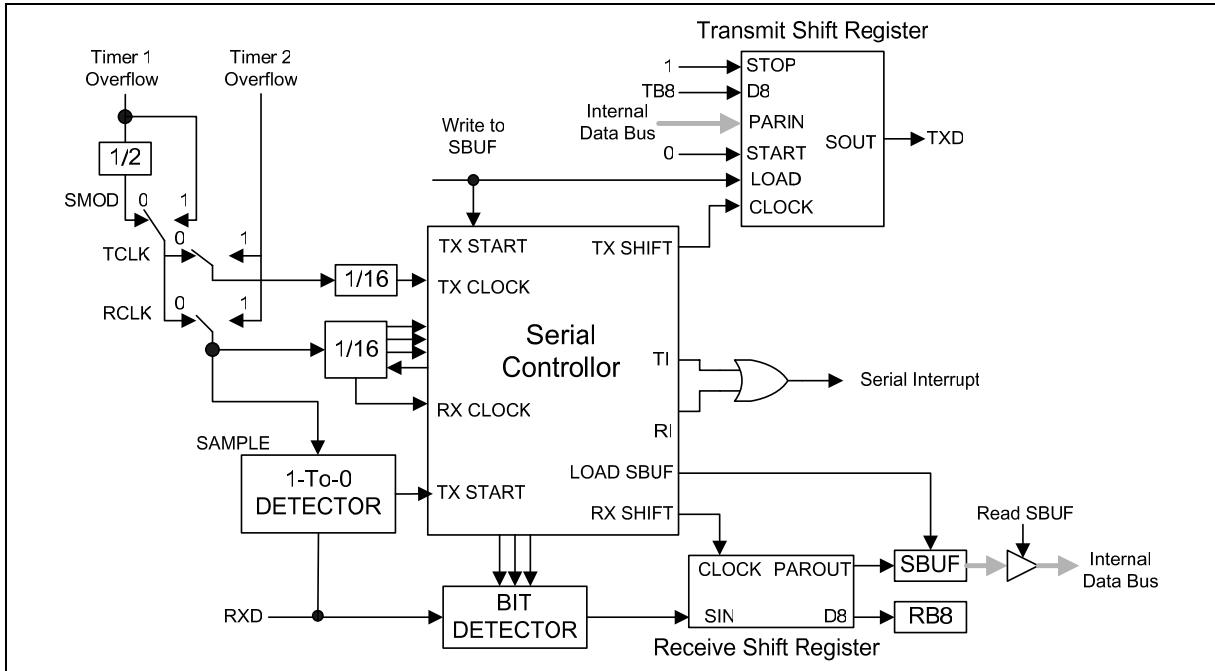 Transmit Shift Register
Timer 1
Overflow
Timer 2
Overflow
1
STOP
TB8
D8
Internal
Data Bus
PARIN
SOUT
TXD
0
START
LOAD
CLOCK
Write to
SBUF
1/2
SMOD
0
1
TCLK
0
1
RCLK
0
1
1/16
1/16
TX START
TX SHIFT
TX CLOCK
Serial
Controllor
TI
RI
Serial Interrupt
RX CLOCK
SAMPLE
1-To-0
DETECTOR
TX START
LOAD SBUF
RX SHIFT
Read SBUF
CLOCK
PAROUT
SBUF
Internal
Data Bus
RXD
BIT
DETECTOR
SIN
D8
RB8
Receive Shift Register